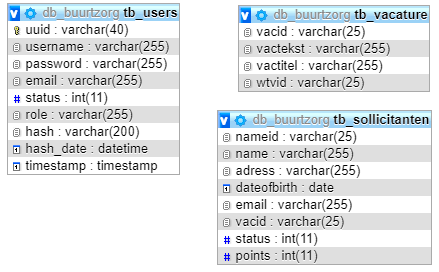 db_buurtzorg tb_users
uuid : varchar(40)
username : varchar(255)
password : varchar(255)
email : varchar(255)
status : int(11)
role : varchar(255)
hash : varchar(200)
hash_date : datetime
timestamp : timestamp
db_buurtzorg tb_vacature
vacid : varchar(25)
vactekst : varchar(255)
vactitel : varchar(255)
wtvid : varchar(25)
db_buurtzorg tb_sollicitanten
nameid : varchar(25)
name : varchar(255)
adress : varchar(255)
dateofbirth : date
email : varchar(255)
vacid : varchar(25)
status : int(11)
points : int(11)